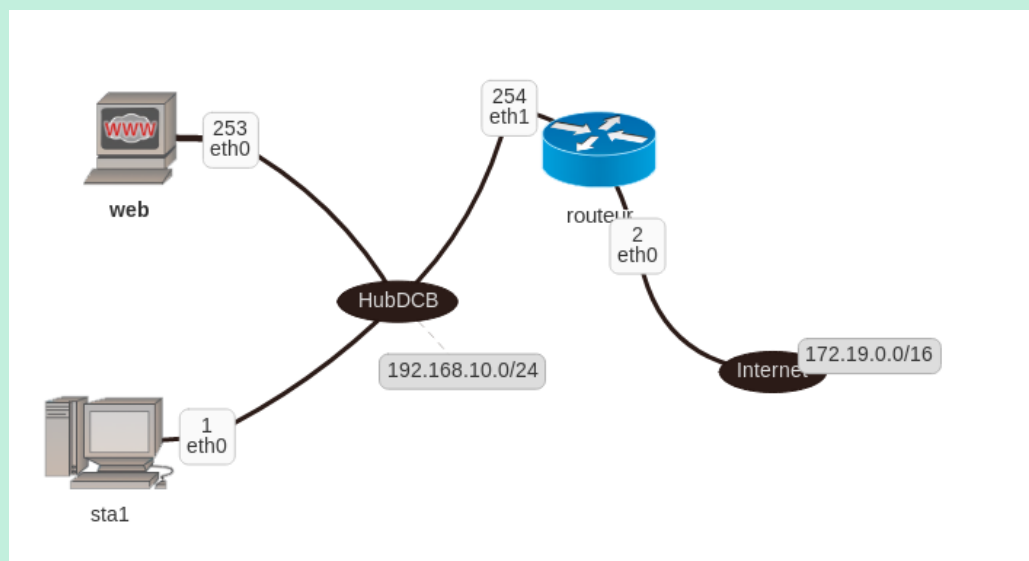 254
eth1
WWW
253
eth0
web
routeur
2
eth0
HubDCB
172.19.0.0/16
Internet
192.168.10.0/24
1
eth0
sta1